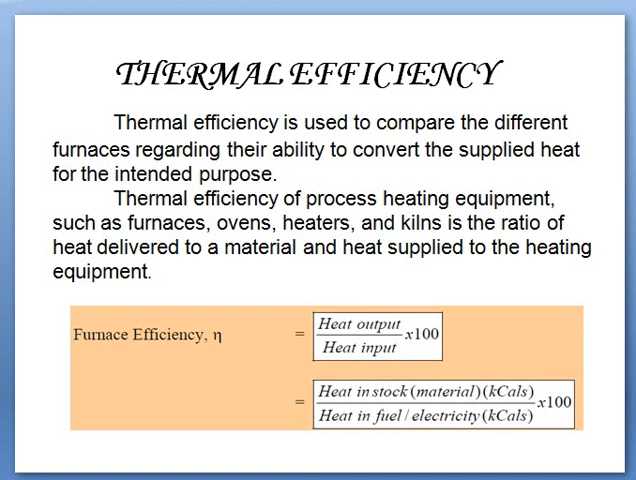 THERMAL EFFICIENCY
Thermal efficiency is used to compare the different
furnaces regarding their ability to convert the supplied heat
for the intended purpose.
Thermal efficiency of process heating equipment,
such as furnaces, ovens, heaters, and kilns is the ratio of
heat delivered to a material and heat supplied to the heating
equipment.
Furnace Efficiency, η = Heat output / Heat input x100
= Heat in stock (material) (kCals) / Heat in fuel / electricity (kCals) x100